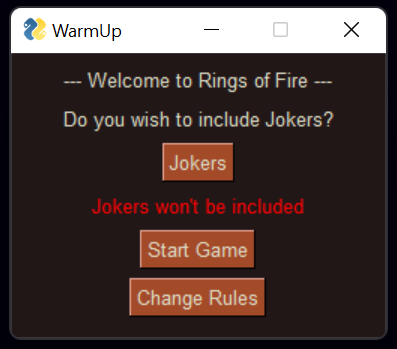 WarmUp
--- Welcome to Rings of Fire ---
Do you wish to include Jokers?
Jokers
Jokers won't be included
Start Game
Change Rules